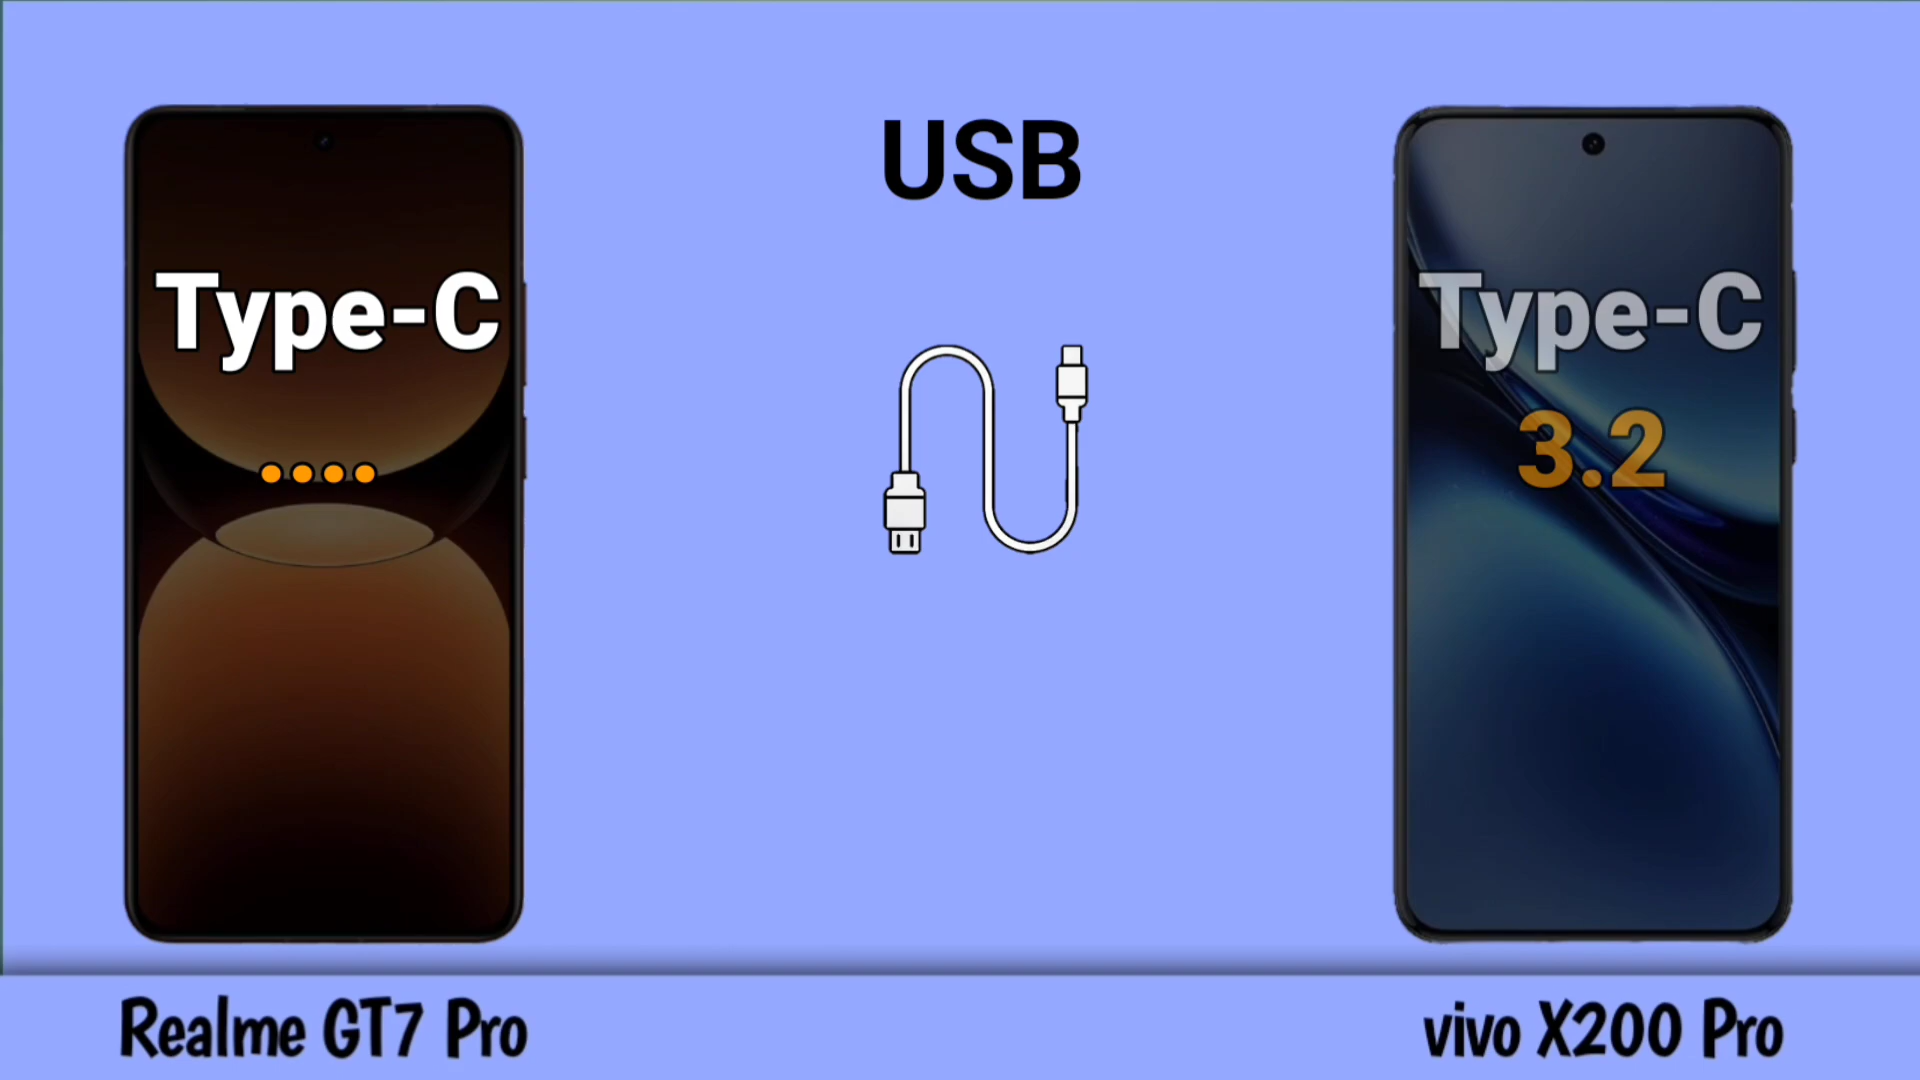 USB
Type-C
....
Type-C
3.2
Realme GT7 Pro
vivo X200 Pro